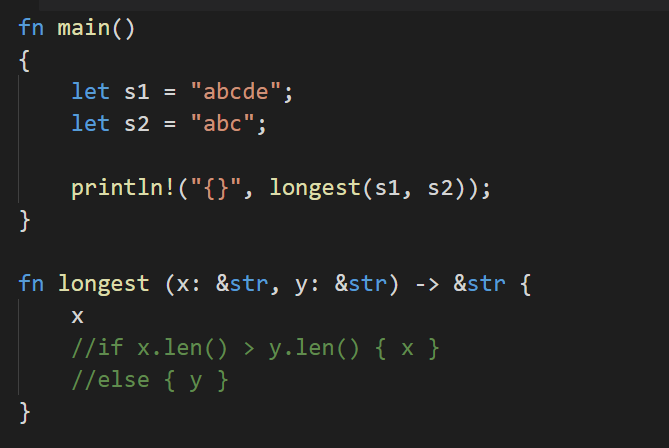 fn main()
{
    let s1 = "abcde";
    let s2 = "abc";

    println!("{}", longest(s1, s2));
}

fn longest (x: &str, y: &str) -> &str {
    x
    //if x.len() > y.len() { x }
    //else { y }
}